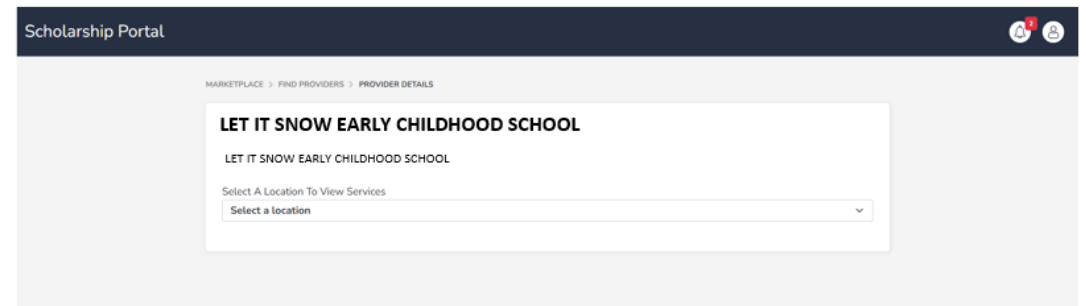 Scholarship Portal
2
MARKETPLACE > FIND PROVIDERS > PROVIDER DETAILS
LET IT SNOW EARLY CHILDHOOD SCHOOL
LET IT SNOW EARLY CHILDHOOD SCHOOL
Select A Location To View Services
Select a location